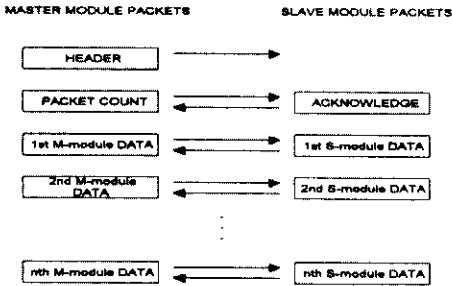 MASTER MODULE PACKETS
SLAVE MODULE PACKETS
HEADER
PACKET COUNT
ACKNOWLEDGE
1st M-module DATA
1st S-module DATA
2nd M-module
DATA
2nd S-module DATA
nth M-module DATA
nth S-module DATA